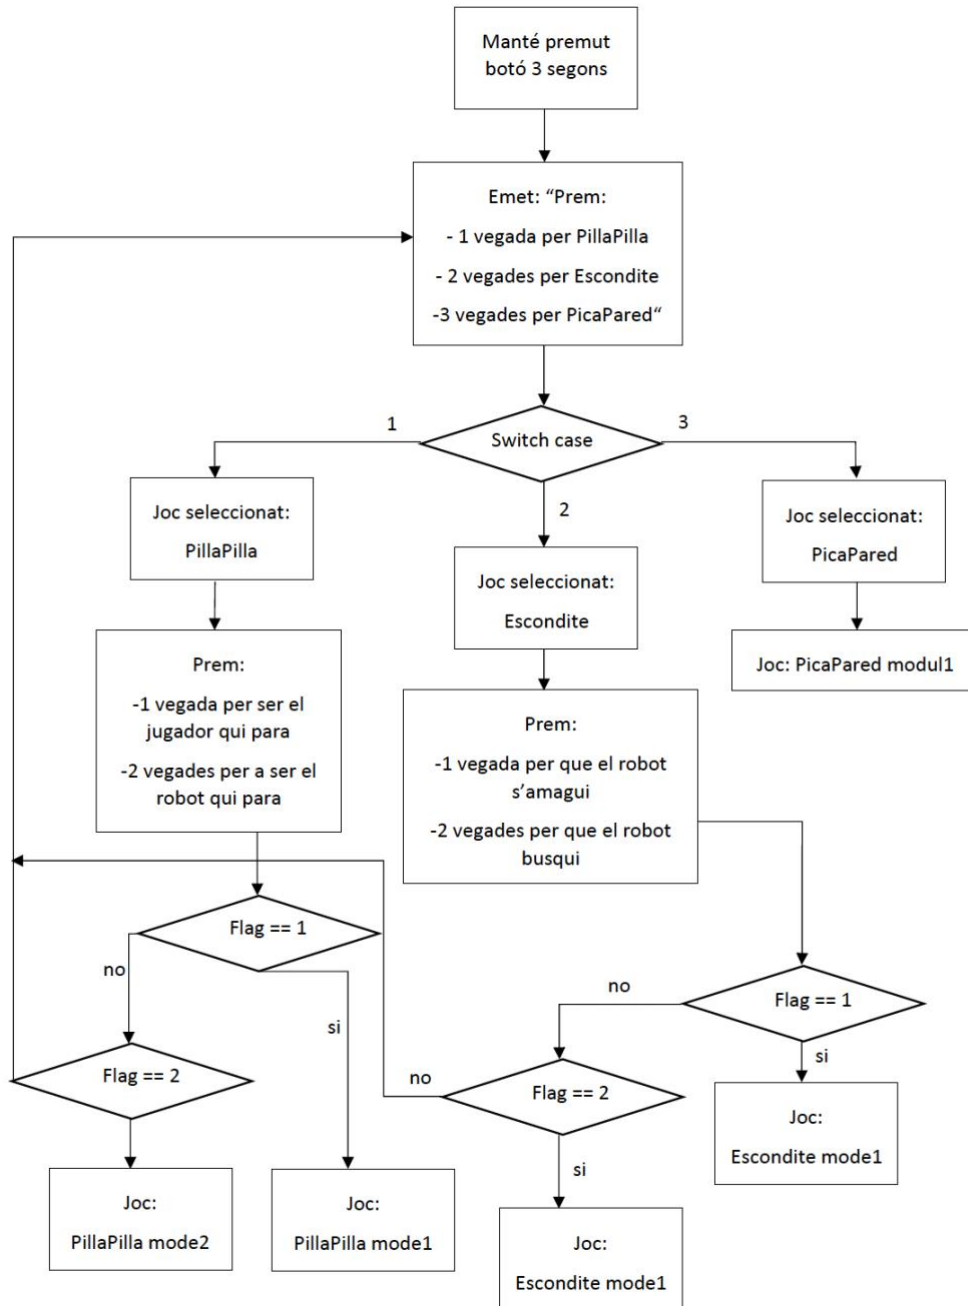 Manté premut
botó 3 segons
Emet: “Prem:
- 1 vegada per PillaPilla
- 2 vegades per Escondite
-3 vegades per PicaPared“
1
Switch case
3
2
Joc seleccionat:
PillaPilla
Joc seleccionat:
Escondite
Joc seleccionat:
PicaPared
Joc: PicaPared modul1
Prem:
-1 vegada per ser el
jugador qui para
-2 vegades per a ser el
robot qui para
Prem:
-1 vegada per que el robot
s’amagui
-2 vegades per que el robot
busqui
Flag == 1
no
si
Flag == 2
Joc:
PillaPilla mode2
Joc:
PillaPilla mode1
Flag == 1
no
si
Flag == 2
no
si
Joc:
Escondite mode1
Joc:
Escondite mode1